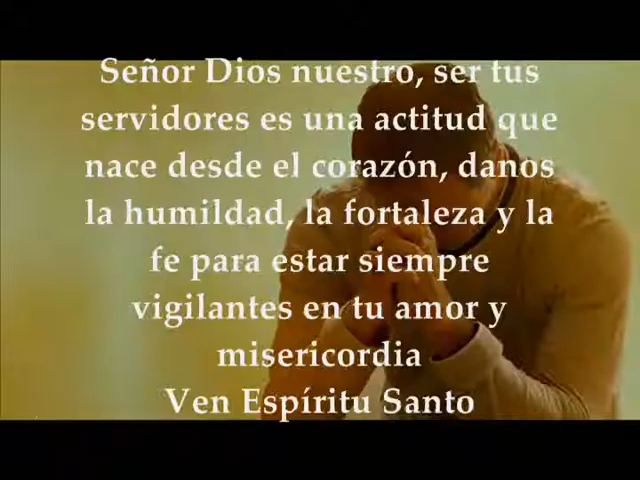 Señor Dios nuestro, ser tus
servidores es una actitud que
nace desde el corazón, danos
la humildad, la fortaleza y la
fe para estar siempre
vigilantes en tu amor y
misericordia
Ven Espíritu Santo